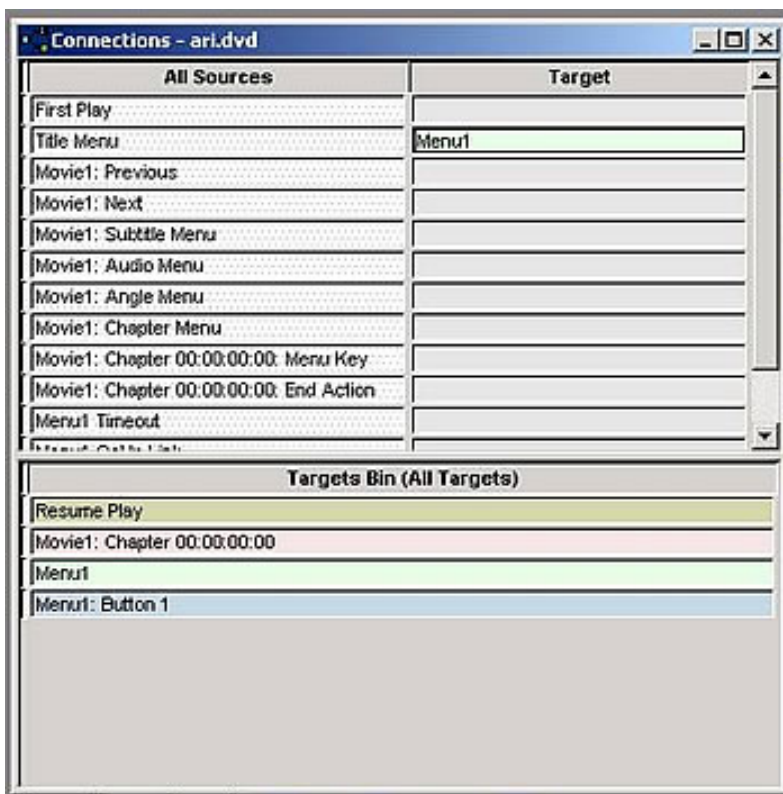 Connections - ari.dvd
All Sources Target
First Play
Title Menu Menu1
Movie1: Previous
Movie1: Next
Movie1: Subtitle Menu
Movie1: Audio Menu
Movie1: Angle Menu
Movie1: Chapter Menu
Movie1: Chapter 00:00:00:00: Menu Key
Movie1: Chapter 00:00:00:00: End Action
Menu1 Timeout
Targets Bin (All Targets)
Resume Play
Movie1: Chapter 00:00:00:00
Menu1
Menu1: Button 1